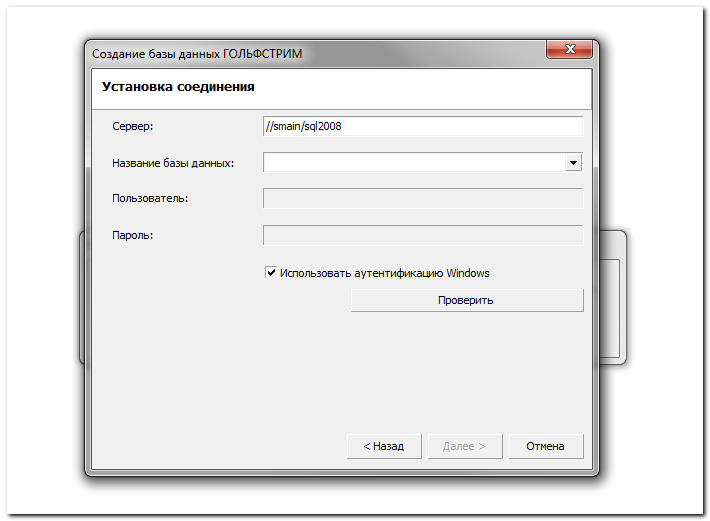 Создание базы данных ГОЛЬФСТРИМ
Установка соединения
Сервер:
//smain/sql2008
Название базы данных:
Пользователь:
Пароль:
Использовать аутентификацию Windows
Проверить
< Назад
Далее >
Отмена